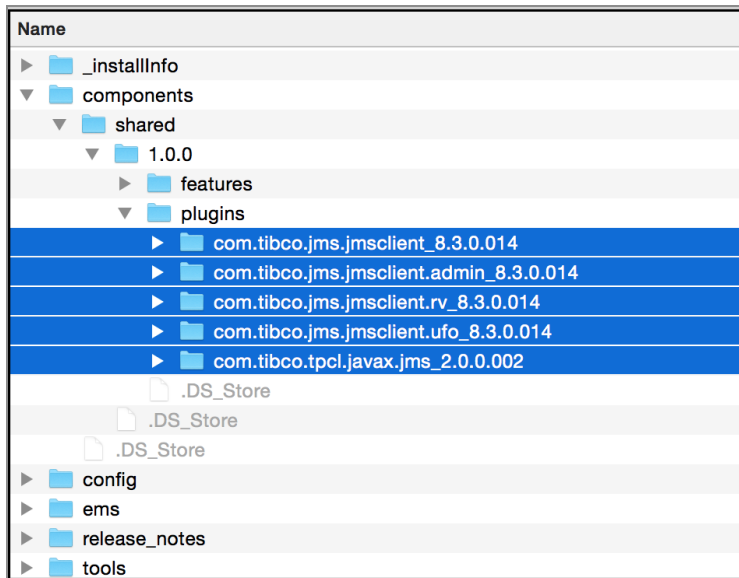 Name
_installInfo
components
shared
1.0.0
features
plugins
com.tibco.jms.jmsclient_8.3.0.014
com.tibco.jms.jmsclient.admin_8.3.0.014
com.tibco.jms.jmsclient.rv_8.3.0.014
com.tibco.jms.jmsclient.ufo_8.3.0.014
com.tibco.tpcl.javax.jms_2.0.0.002
.DS_Store
.DS_Store
.DS_Store
config
ems
release_notes
tools